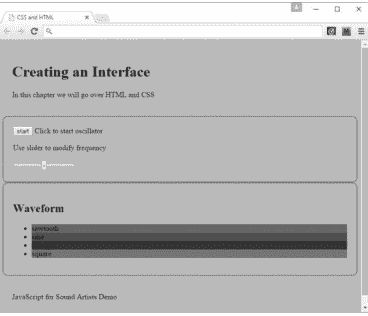 CSS and HTML
Creating an Interface
In this chapter we will go over HTML and CSS
start Click to start oscillator
Use slider to modify frequency
Waveform
sawtooth
sine
square
JavaScript for Sound Artists Demo